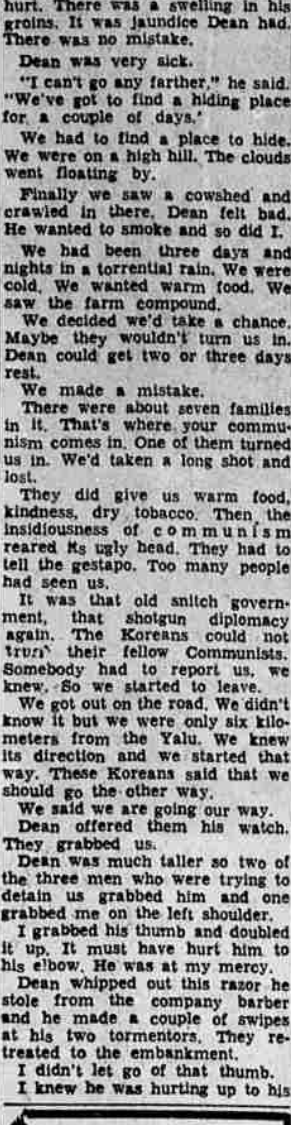 hurt. There was a swelling in his
groins. It was jaundice Dean had.
There was no mistake.
Dean was very sick.
"I can't go any farther," he said.
"We've got to find a hiding place
for a couple of days.'
We had to find a place to hide.
We were on a high hill. The clouds
went floating by.
Finally we saw a cowshed and
crawled in there. Dean felt bad.
He wanted to smoke and so did I.
We had been three days and
nights in a torrential rain. We were
cold. We wanted warm food. We
saw the farm compound.
We decided we'd take a chance.
Maybe they wouldn't turn us in.
Dean could get two or three days
rest.
We made a mistake.
There were about seven families
in it. That's where your commu-
nism comes in. One of them turned
us in. We'd taken a long shot and
lost.
They did give us warm food,
kindness, dry tobacco. Then the
insidiousness of communism
reared its ugly head. They had to
tell the gestapo. Too many people
had seen us.
It was that old snitch govern-
ment, that shotgun diplomacy
again. The Koreans could not
their fellow Communists.
Somebody had to report us, we
knew. So we started to leave.
We got out on the road. We didn't
know it but we were only six kilo-
meters from the Yalu. We knew
its direction and we started that
way. These Koreans said that we
should go the other way.
We said we are going our way.
Dean offered them his watch.
They grabbed us.
Dean was much taller so two of
the three men who were trying to
detain us grabbed him and one
grabbed me on the left shoulder.
I grabbed his thumb and doubled
it up. It must have hurt him to
his elbow. He was at my mercy.
Dean whipped out this razor he
stole from the company barber
and he made a couple of swipes
at his two tormentors. They re-
treated to the embankment.
I didn't let go of that thumb.
I knew he was hurting up to his